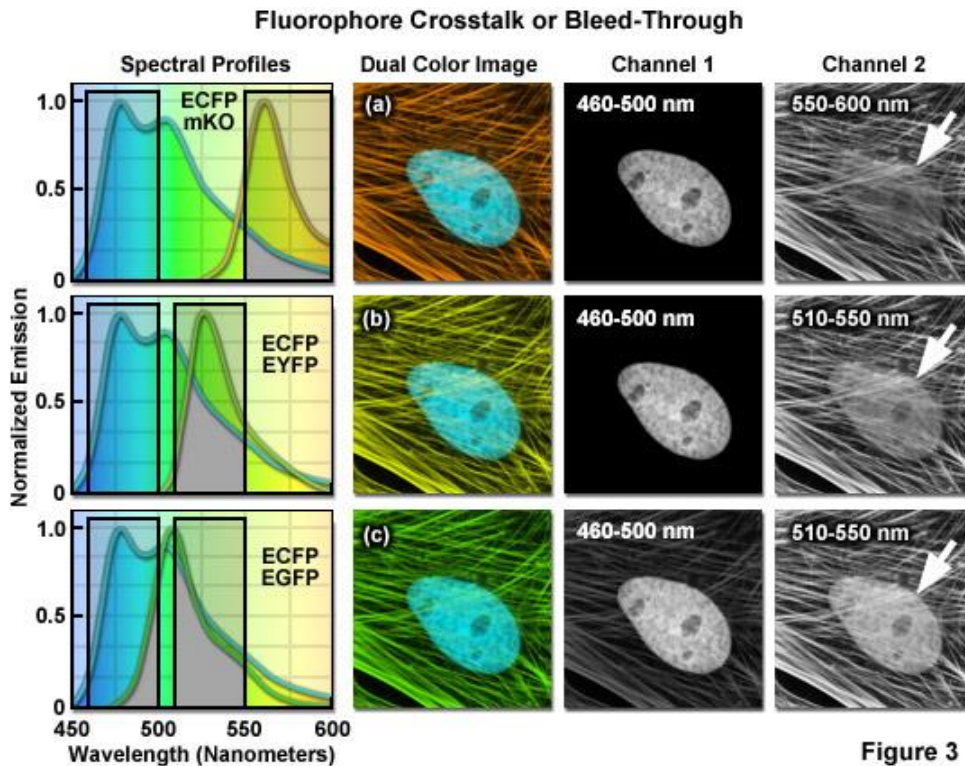 Fluorophore Crosstalk or Bleed-Through
Spectral Profiles
Dual Color Image
Channel 1
Channel 2
Normalized Emission
1.0
0.5
0
ECFP
mKO
(a)
460-500 nm
550-600 nm
1.0
0.5
0
ECFP
EYFP
(b)
460-500 nm
510-550 nm
1.0
0.5
0
ECFP
EGFP
(c)
460-500 nm
510-550 nm
450 500 550 600
Wavelength (Nanometers)
Figure 3